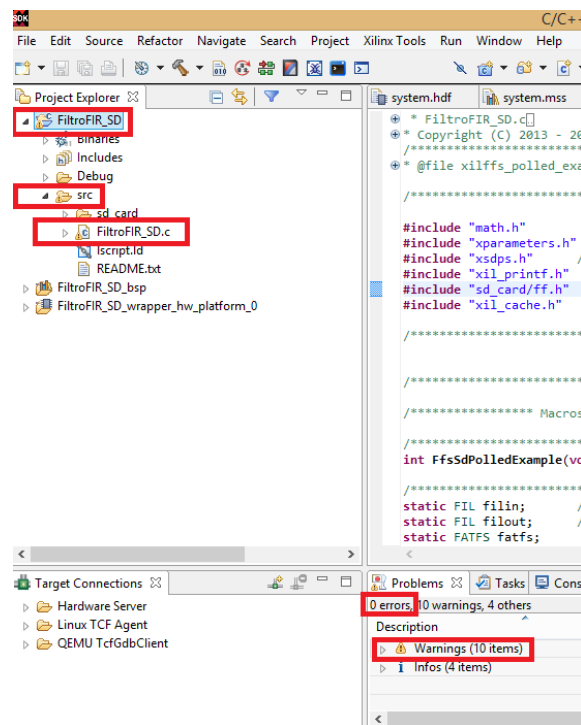 SDK
C/C++
File Edit Source Refactor Navigate Search Project Xilinx Tools Run Window Help
Project Explorer
FiltroFIR_SD
Binaries
Includes
Debug
src
sd_card
FiltroFIR_SD.c
lscript.ld
README.txt
FiltroFIR_SD_bsp
FiltroFIR_SD_wrapper_hw_platform_0
system.hdf system.mss
* FiltroFIR_SD.c
* Copyright (C) 2013 - 20
/***********************
* @file xilffs_polled_exa
/***********************
#include "math.h"
#include "xparameters.h"
#include "xsdps.h" /
#include "xil_printf.h"
#include "sd_card/ff.h"
#include "xil_cache.h"
/***********************
/***********************
/***************** Macros
/***********************
int FfsSdPolledExample(vo
/***********************
static FIL filin; /
static FIL filout; /
static FATFS fatfs;
Target Connections
Hardware Server
Linux TCF Agent
QEMU TcfGdbClient
Problems Tasks Cons
0 errors, 10 warnings, 4 others
Description
Warnings (10 items)
Infos (4 items)